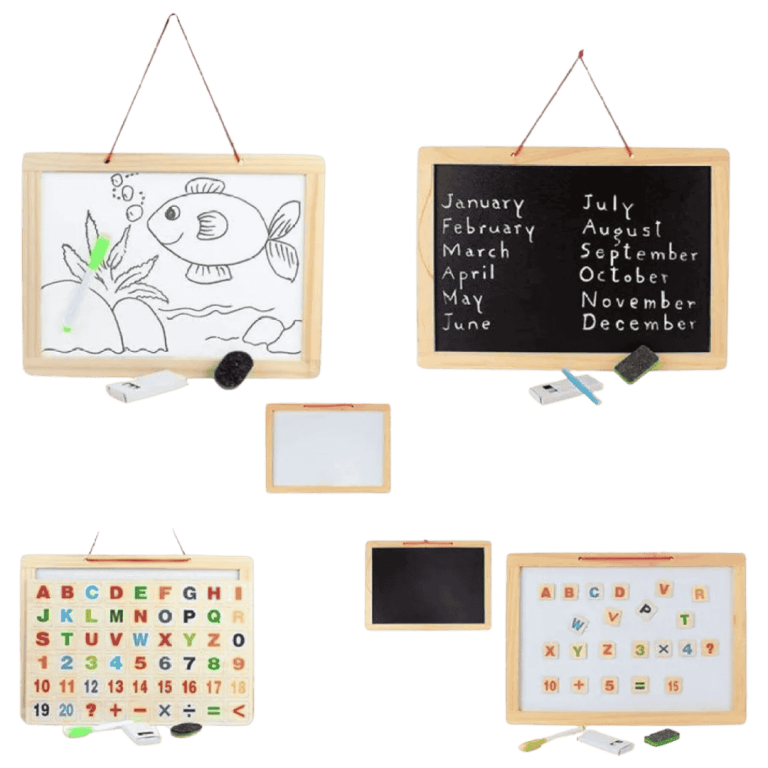 January
February
March
April
May
June
July
August
September
October
November
December
A B C D E F G H I
J K L M N O P Q R
S T U V W X Y Z 0
1 2 3 4 5 6 7 8 9
10 11 12 13 14 15 16 17 18
19 20 ? + − × ÷ = <
A B C D V R
W V P T
X Y Z 3 × 4 ?
10 + 5 = 15